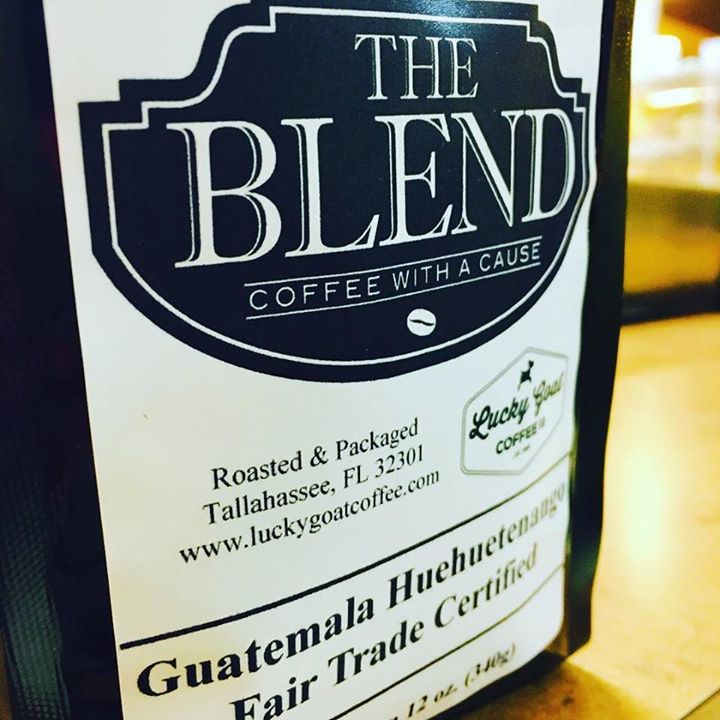 THE
BLEND
COFFEE WITH A CAUSE
Lucky Goat
COFFEE CO
Roasted & Packaged
Tallahassee, FL 32301
www.luckygoatcoffee.com
Guatemala Huehuetenango
Fair Trade Certified
12 oz. (340g)